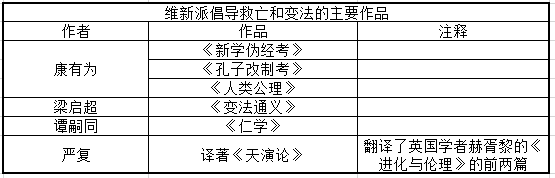 维新派倡导救亡和变法的主要作品
作者 作品 注释
康有为 《新学伪经考》
《孔子改制考》
《人类公理》
梁启超 《变法通义》
谭嗣同 《仁学》
严复 译著《天演论》 翻译了英国学者赫胥黎的《
进化与伦理》的前两篇